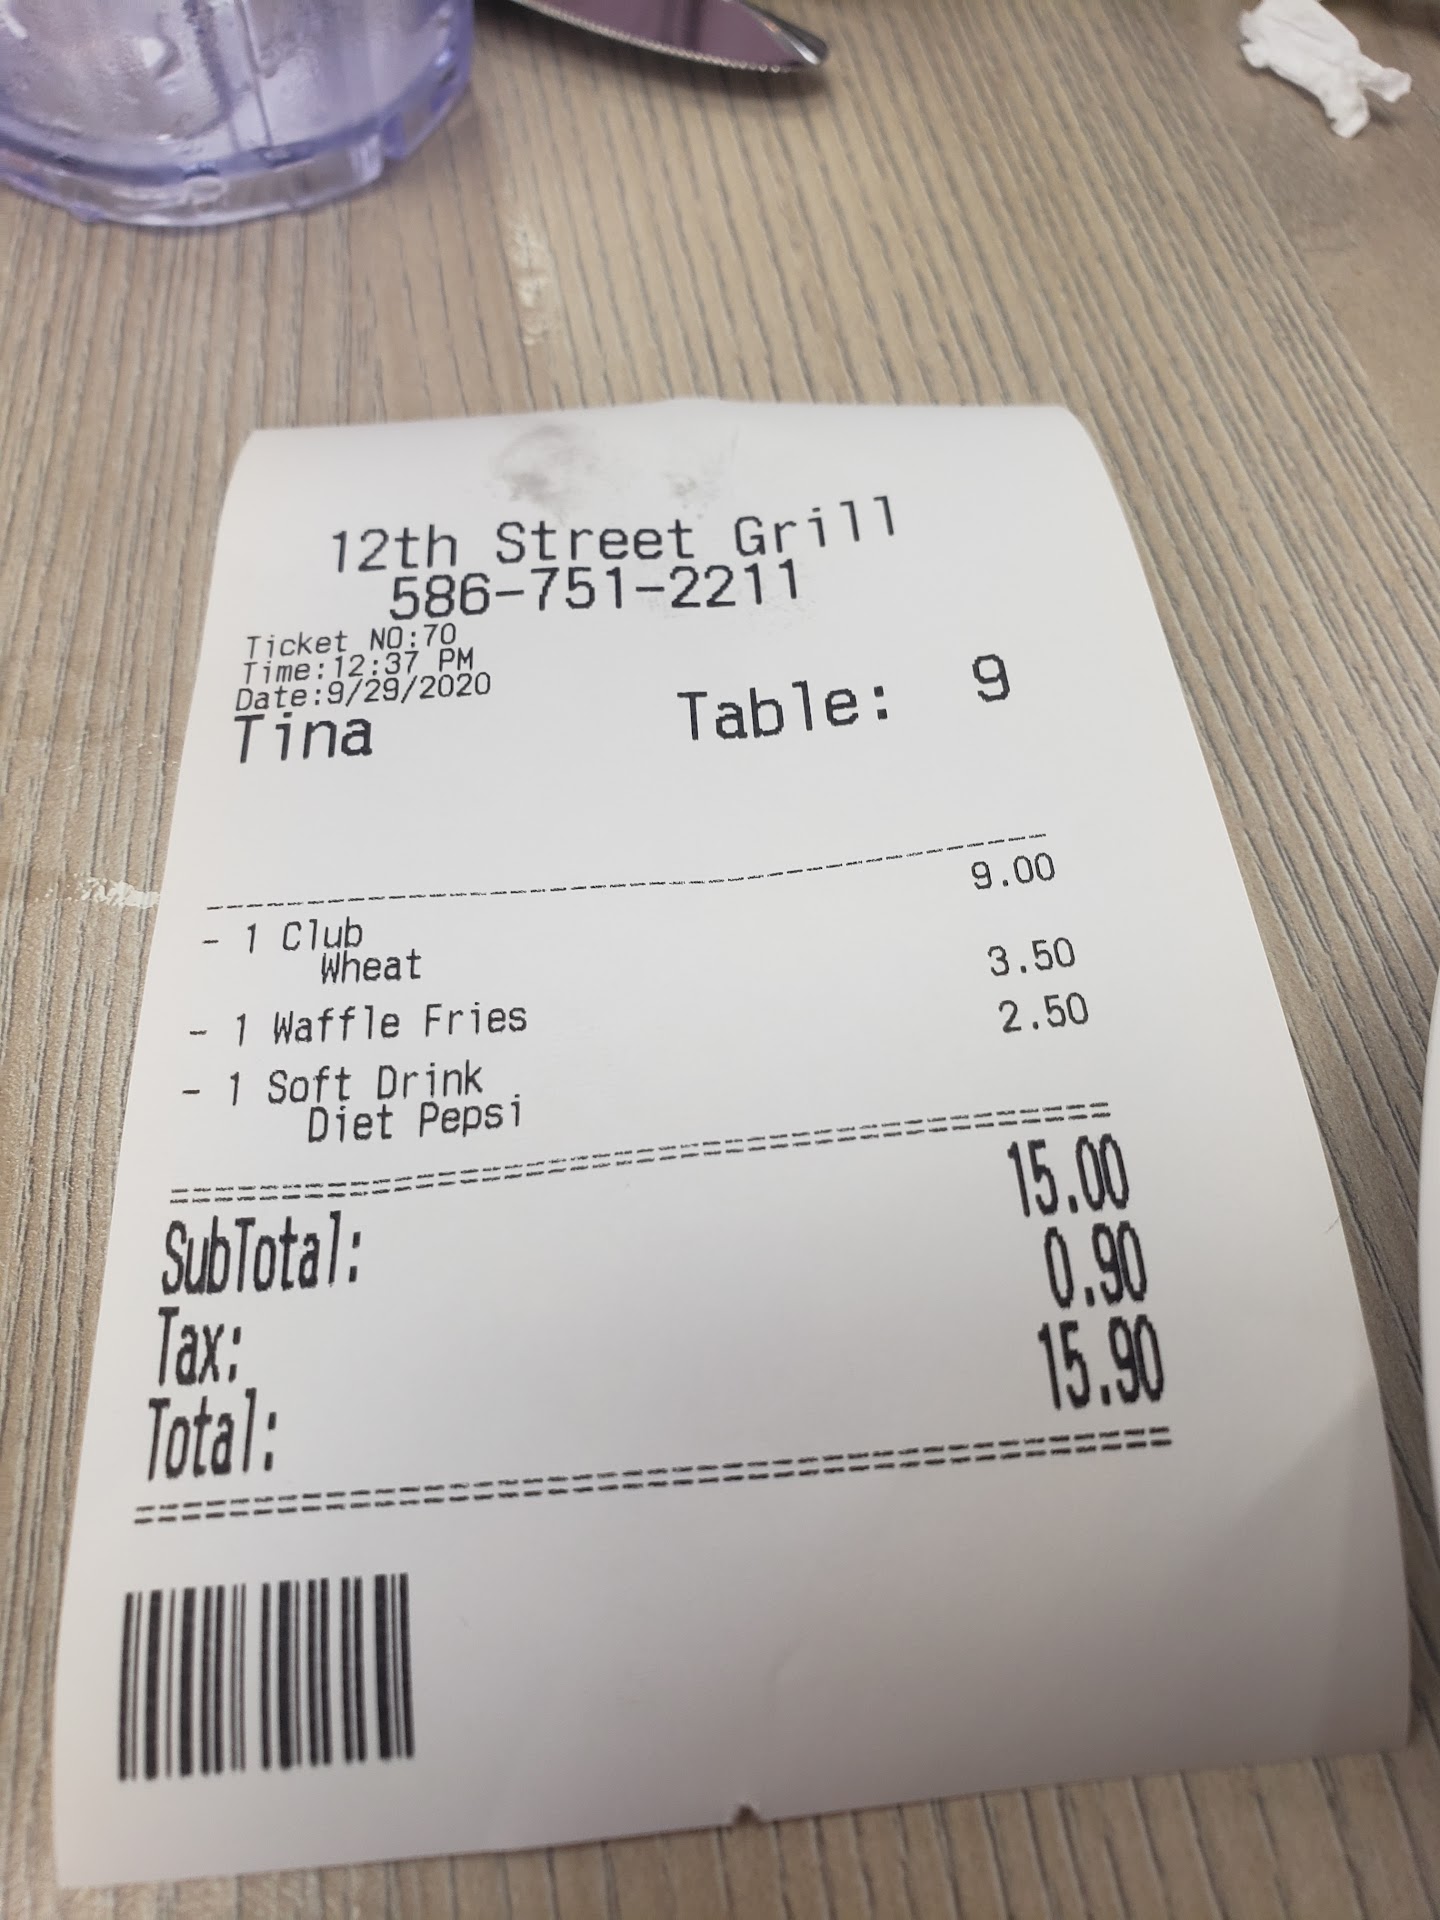 12th Street Grill
586-751-2211
Ticket NO:70
Time:12:37 PM
Date:9/29/2020
Tina Table: 9
- 1 Club 9.00
Wheat
- 1 Waffle Fries 3.50
- 1 Soft Drink 2.50
Diet Pepsi
SubTotal: 15.00
Tax: 0.90
Total: 15.90